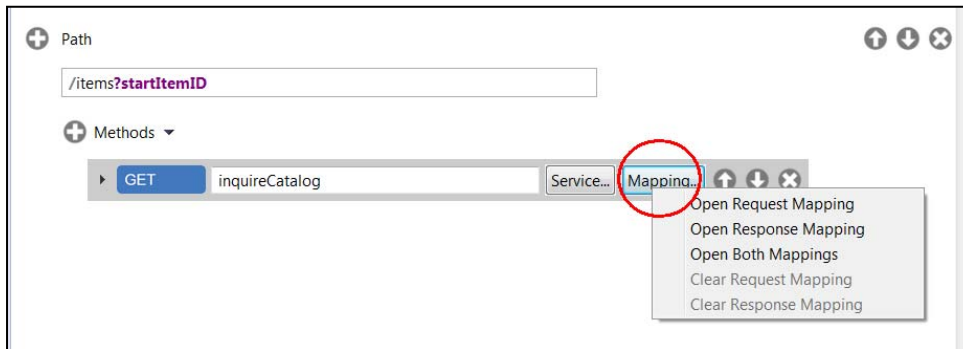 Path
/items?startItemID
Methods
GET inquireCatalog Service... Mapping...
Open Request Mapping
Open Response Mapping
Open Both Mappings
Clear Request Mapping
Clear Response Mapping